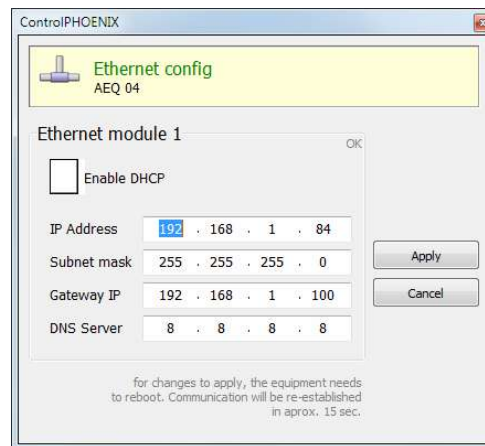 ControlPHOENIX
Ethernet config
AEQ 04
Ethernet module 1
OK
Enable DHCP
IP Address 192 . 168 . 1 . 84
Subnet mask 255 . 255 . 255 . 0
Gateway IP 192 . 168 . 1 . 100
DNS Server 8 . 8 . 8 . 8
Apply
Cancel
for changes to apply, the equipment needs
to reboot. Communication will be re-established
in aprox. 15 sec.